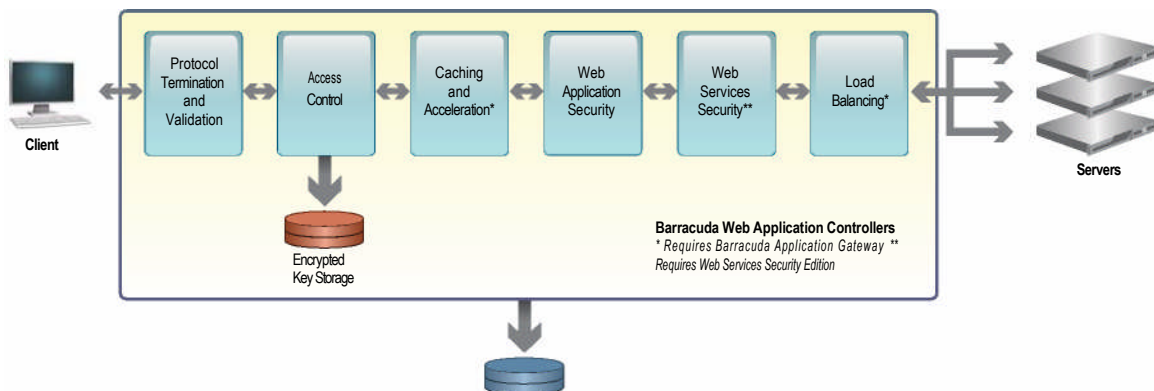 Client
Protocol
Termination
and
Validation
Access
Control
Caching
and
Acceleration*
Web
Application
Security
Web
Services
Security**
Load
Balancing*
Servers
Encrypted
Key Storage
Barracuda Web Application Controllers
* Requires Barracuda Application Gateway **
Requires Web Services Security Edition